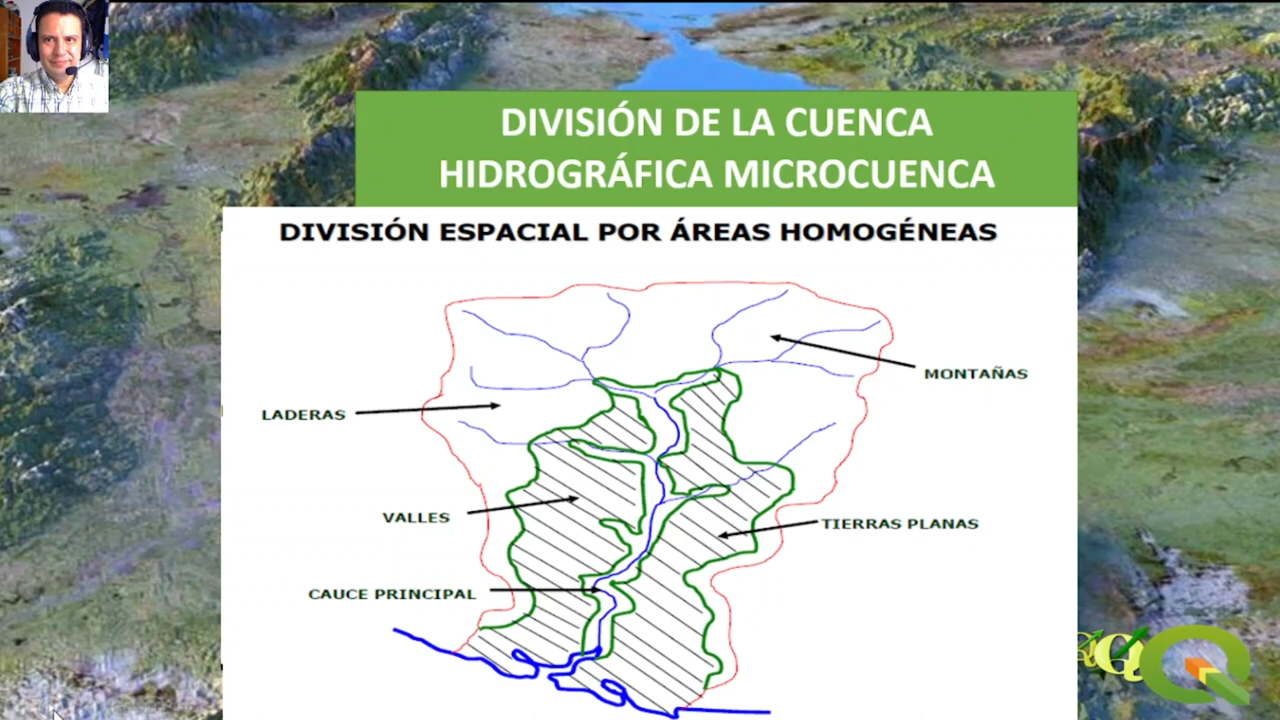 DIVISIÓN DE LA CUENCA
HIDROGRÁFICA MICROCUENCA
DIVISIÓN ESPACIAL POR ÁREAS HOMOGÉNEAS
MONTAÑAS
LADERAS
VALLES
TIERRAS PLANAS
CAUCE PRINCIPAL